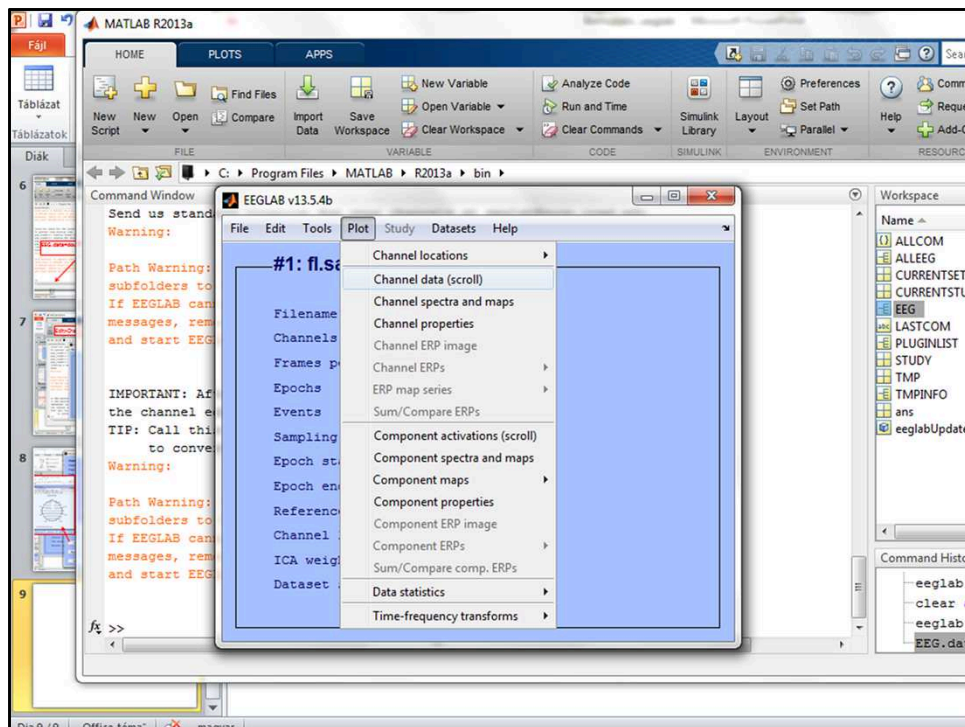 MATLAB R2013a
Fájl
HOME PLOTS APPS
Táblázat
Táblázatok
Find Files
Compare
New Script
New
Open
FILE
Import Data
Save Workspace
New Variable
Open Variable
Clear Workspace
VARIABLE
Analyze Code
Run and Time
Clear Commands
CODE
Simulink Library
SIMULINK
Layout
Preferences
Set Path
Parallel
ENVIRONMENT
Help
Comm
Reque
Add-O
RESOURC
Sea
Diák
C: Program Files MATLAB R2013a bin
6
7
8
9
Command Window
Send us stand
Warning:
Path Warning:
subfolders to
If EEGLAB can
messages, rem
and start EEG
IMPORTANT: Af
the channel e
TIP: Call thi
to conve
Warning:
Path Warning:
subfolders to
If EEGLAB can
messages, rem
and start EEG
fx >>
EEGLAB v13.5.4b
File Edit Tools Plot Study Datasets Help
#1: fl.sa
Filename
Channels
Frames p
Epochs
Events
Sampling
Epoch sta
Epoch en
Reference
Channel
ICA weig
Dataset
Channel locations
Channel data (scroll)
Channel spectra and maps
Channel properties
Channel ERP image
Channel ERPs
ERP map series
Sum/Compare ERPs
Component activations (scroll)
Component spectra and maps
Component maps
Component properties
Component ERP image
Component ERPs
Sum/Compare comp. ERPs
Data statistics
Time-frequency transforms
Workspace
Name
ALLCOM
ALLEEG
CURRENTSET
CURRENTSTU
EEG
LASTCOM
PLUGINLIST
STUDY
TMP
TMPINFO
ans
eeglabUpdate
Command Histo
eeglab
clear
eeglab
EEG.da